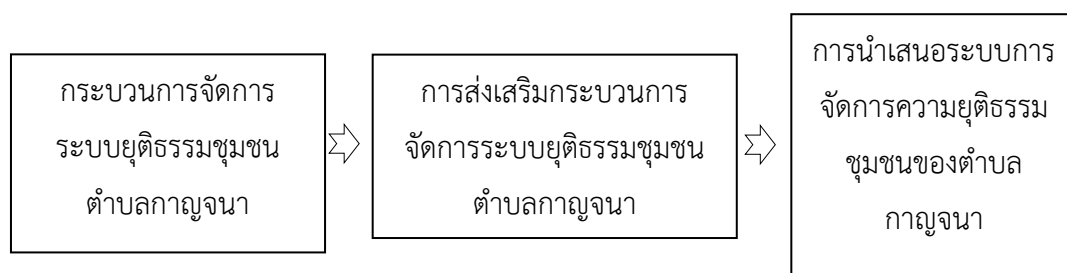 กระบวนการจัดการ
ระบบยุติธรรมชุมชน
ตำบลกาญจนา
การส่งเสริมกระบวนการ
จัดการระบบยุติธรรมชุมชน
ตำบลกาญจนา
การนำเสนอระบบการ
จัดการความยุติธรรม
ชุมชนของตำบล
กาญจนา